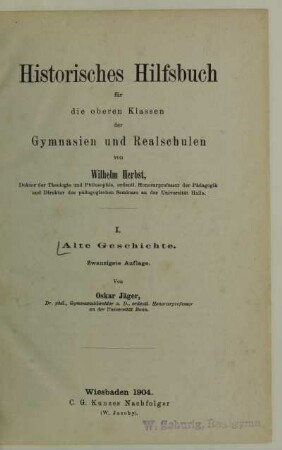 Historisches Hilfsbuch
für
die oberen Klassen
der
Gymnasien und Realschulen
von
Wilhelm Herbst,
Doktor der Theologie und Philosophie, ordentl. Honorarprofessor der Pädagogik
und Direktor des pädagogischen Seminars an der Universität Halle.
I.
Alte Geschichte.
Zwanzigste Auflage.
Von
Oskar Jäger,
Dr. phil., Gymnasialdirektor a. D., ordentl. Honorarprofessor
an der Universität Bonn.
Wiesbaden 1904.
C. G. Kunzes Nachfolger
(W. Jacoby).
W. Schurig,